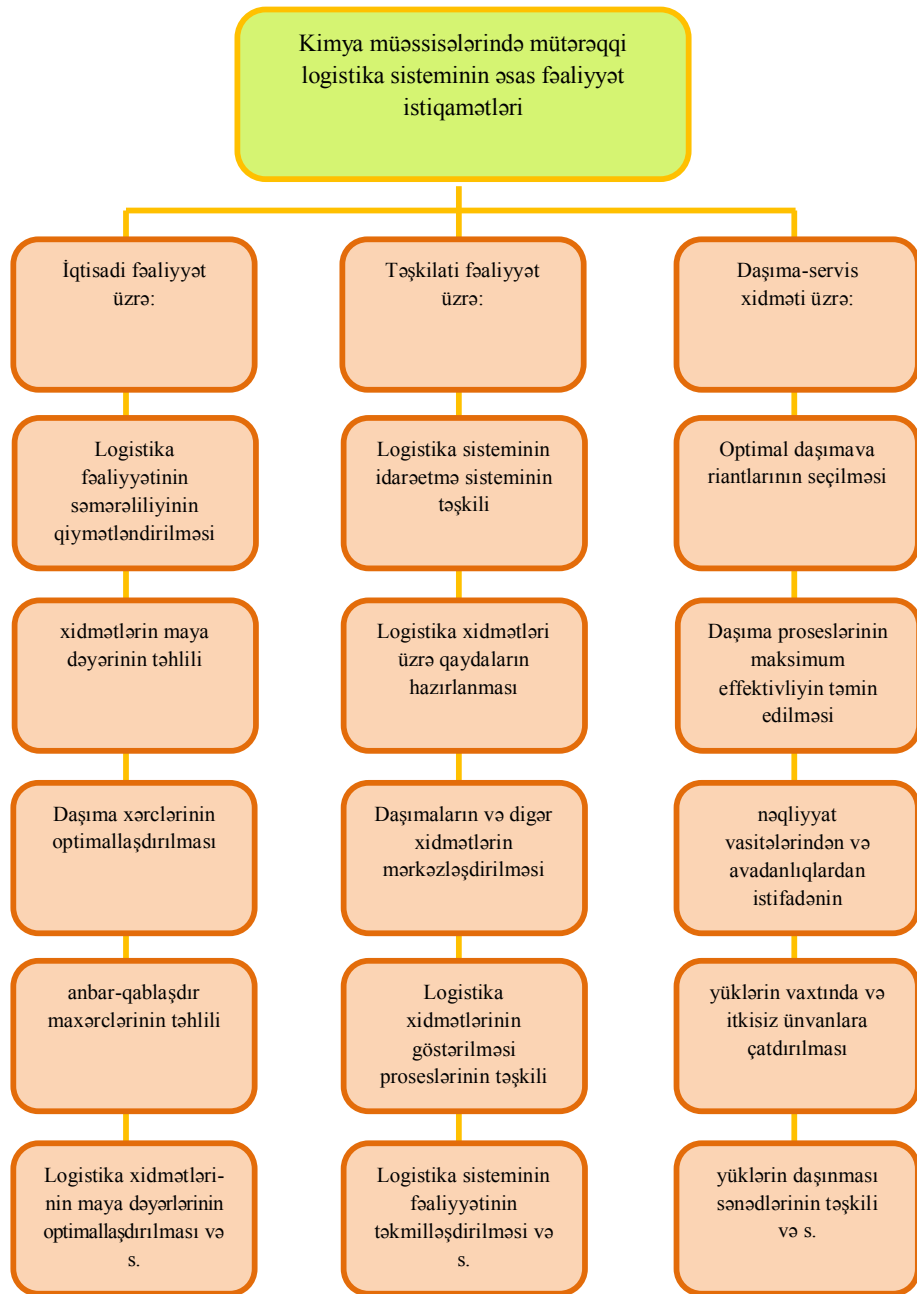 Kimya müəssisələrində mütərəqqi
logistika sisteminin əsas fəaliyyət
istiqamətləri
İqtisadi fəaliyyət
üzrə:
Logistika
fəaliyyətinin
səmərəliliyinin
qiymətləndirilməsi
xidmətlərin maya
dəyərinin təhlili
Daşıma xərclərinin
optimallaşdırılması
anbar-qablaşdır
maxərclərinin təhlili
Logistika xidmətləri-
nin maya dəyərlərinin
optimallaşdırılması və
s.
Təşkilati fəaliyyət
üzrə:
Logistika sisteminin
idarəetmə sisteminin
təşkili
Logistika xidmətləri
üzrə qaydaların
hazırlanması
Daşımaların və digər
xidmətlərin
mərkəzləşdirilməsi
Logistika
xidmətlərinin
göstərilməsi
proseslərinin təşkili
Logistika sisteminin
fəaliyyətinin
təkmilləşdirilməsi və
s.
Daşıma-servis
xidməti üzrə:
Optimal daşımava
riantlarının seçilməsi
Daşıma proseslərinin
maksimum
effektivliyin təmin
edilməsi
nəqliyyat
vasitələrindən və
avadanlıqlardan
istifadənin
yüklərin vaxtında və
itkisiz ünvanlara
çatdırılması
yüklərin daşınması
sənədlərinin təşkili
və s.